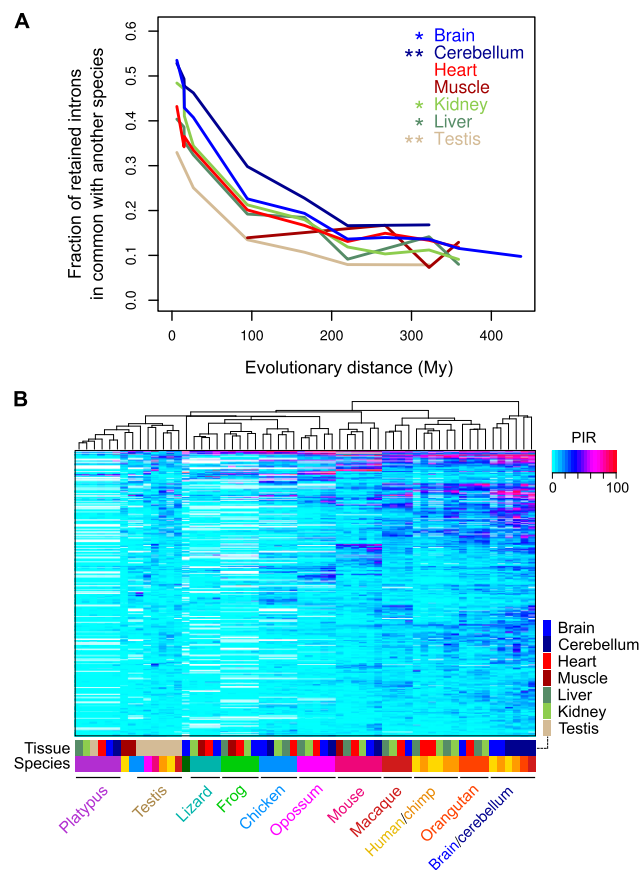 A
Fraction of retained introns
in common with another species
0.6
0.5
0.4
0.3
0.2
0.1
0.0
* Brain
** Cerebellum
Heart
Muscle
* Kidney
* Liver
** Testis
0 100 200 300 400
Evolutionary distance (My)
B
PIR
0 100
Brain
Cerebellum
Heart
Muscle
Liver
Kidney
Testis
Tissue
Species
Platypus
Testis
Lizard
Frog
Chicken
Opossum
Mouse
Macaque
Human/chimp
Orangutan
Brain/cerebellum